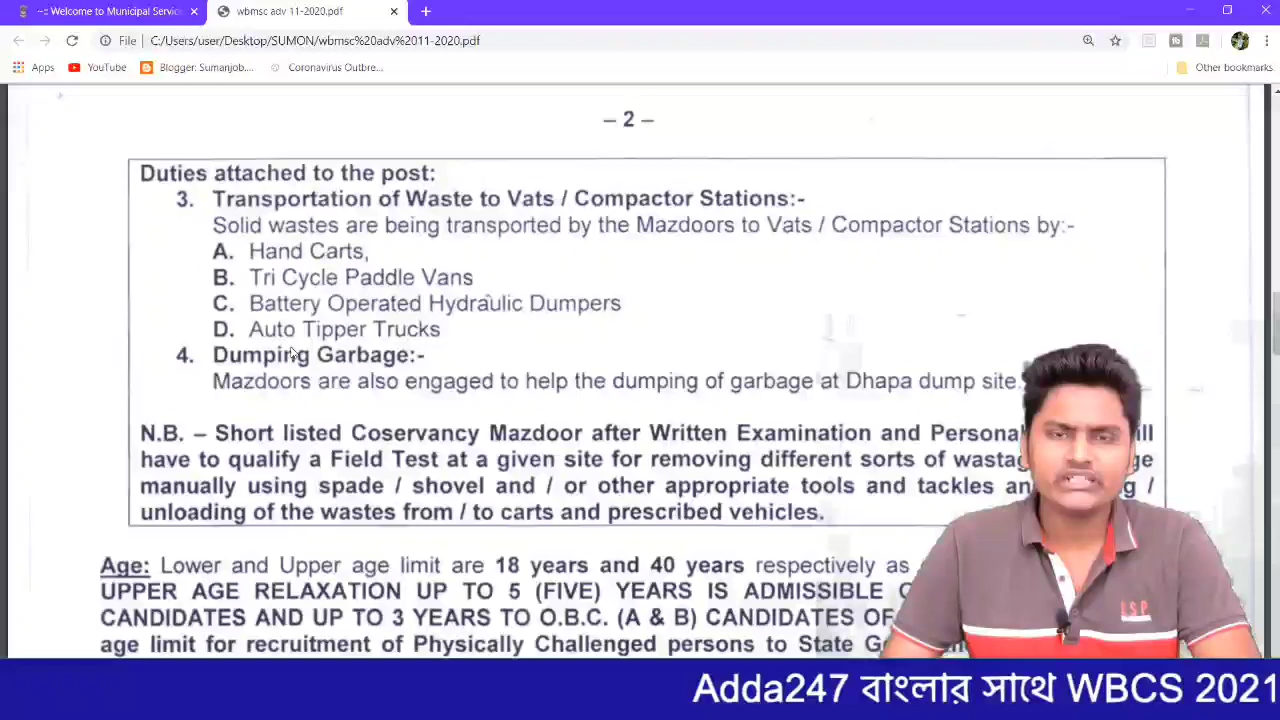 -:: Welcome to Municipal Service
wbmsc adv 11-2020.pdf
File
C:/Users/user/Desktop/SUMON/wbmsc%20adv%2011-2020.pdf
Apps
YouTube
Blogger: Sumanjob....
Coronavirus Outbre...
Other bookmarks
– 2 –
Duties attached to the post:
3. Transportation of Waste to Vats / Compactor Stations:-
Solid wastes are being transported by the Mazdoors to Vats / Compactor Stations by:-
A. Hand Carts,
B. Tri Cycle Paddle Vans
C. Battery Operated Hydraulic Dumpers
D. Auto Tipper Trucks
4. Dumping Garbage:-
Mazdoors are also engaged to help the dumping of garbage at Dhapa dump site.
N.B. – Short listed Coservancy Mazdoor after Written Examination and Persona ill
have to qualify a Field Test at a given site for removing different sorts of wastag ge
manually using spade / shovel and / or other appropriate tools and tackles an g /
unloading of the wastes from / to carts and prescribed vehicles.
Age: Lower and Upper age limit are 18 years and 40 years respectively as
UPPER AGE RELAXATION UP TO 5 (FIVE) YEARS IS ADMISSIBLE
CANDIDATES AND UP TO 3 YEARS TO O.B.C. (A & B) CANDIDATES OF
age limit for recruitment of Physically Challenged persons to State G
Adda247 বাংলার সাথে WBCS 2021